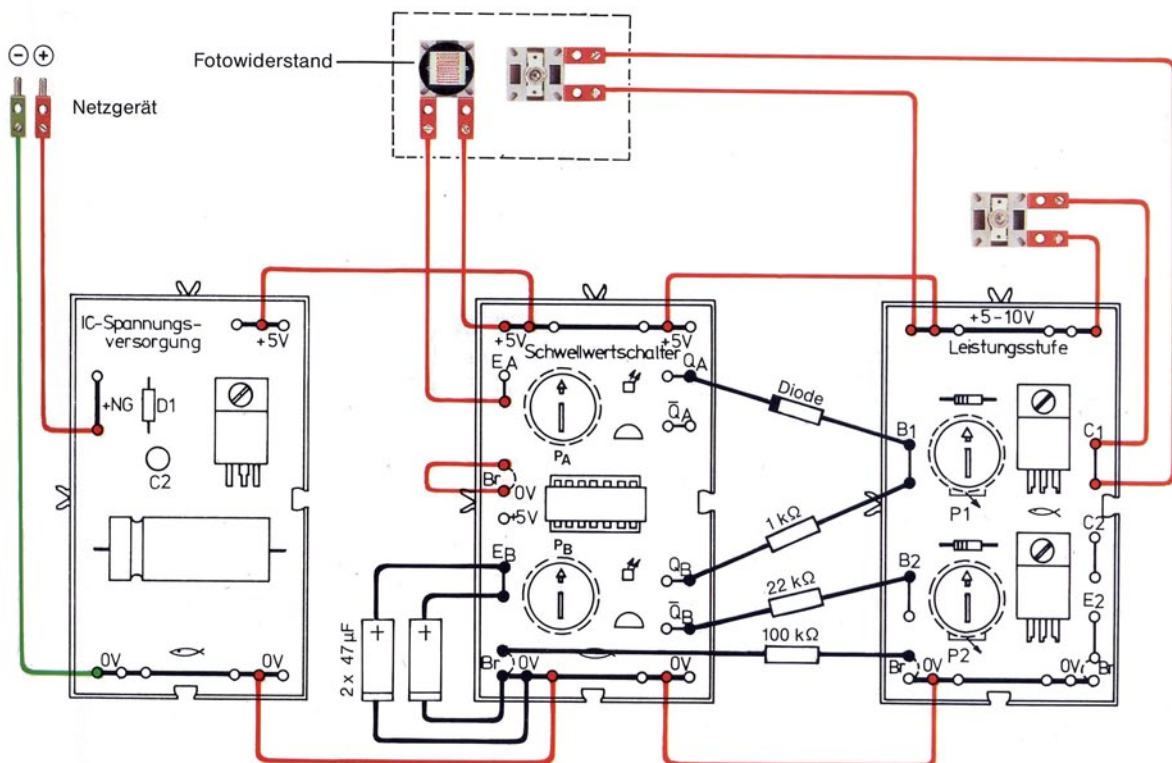 ⊖ ⊕
Netzgerät
Fotowiderstand
IC-Spannungs-
versorgung
+5V
+NG
D1
C2
0V
0V
+5V
+5V
Schwellwertschalter
EA
QA
Q̅A
PA
Br
0V
+5V
PB
EB
QB
Q̅B
Br
0V
0V
2 x 47µF
+
+
Diode
1 kΩ
22 kΩ
100 kΩ
+5-10V
Leistungsstufe
B1
C1
P1
C2
B2
E2
P2
Br
0V
0V
Br